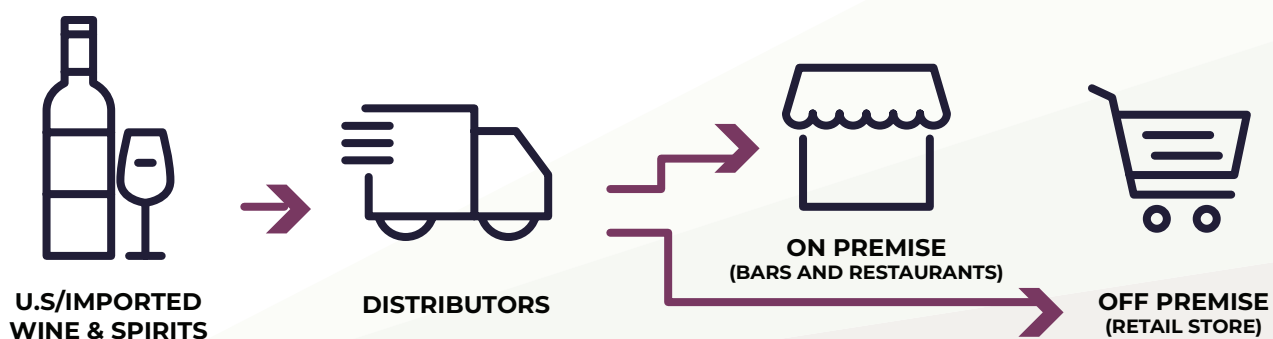 U.S/IMPORTED
WINE & SPIRITS
DISTRIBUTORS
ON PREMISE
(BARS AND RESTAURANTS)
OFF PREMISE
(RETAIL STORE)